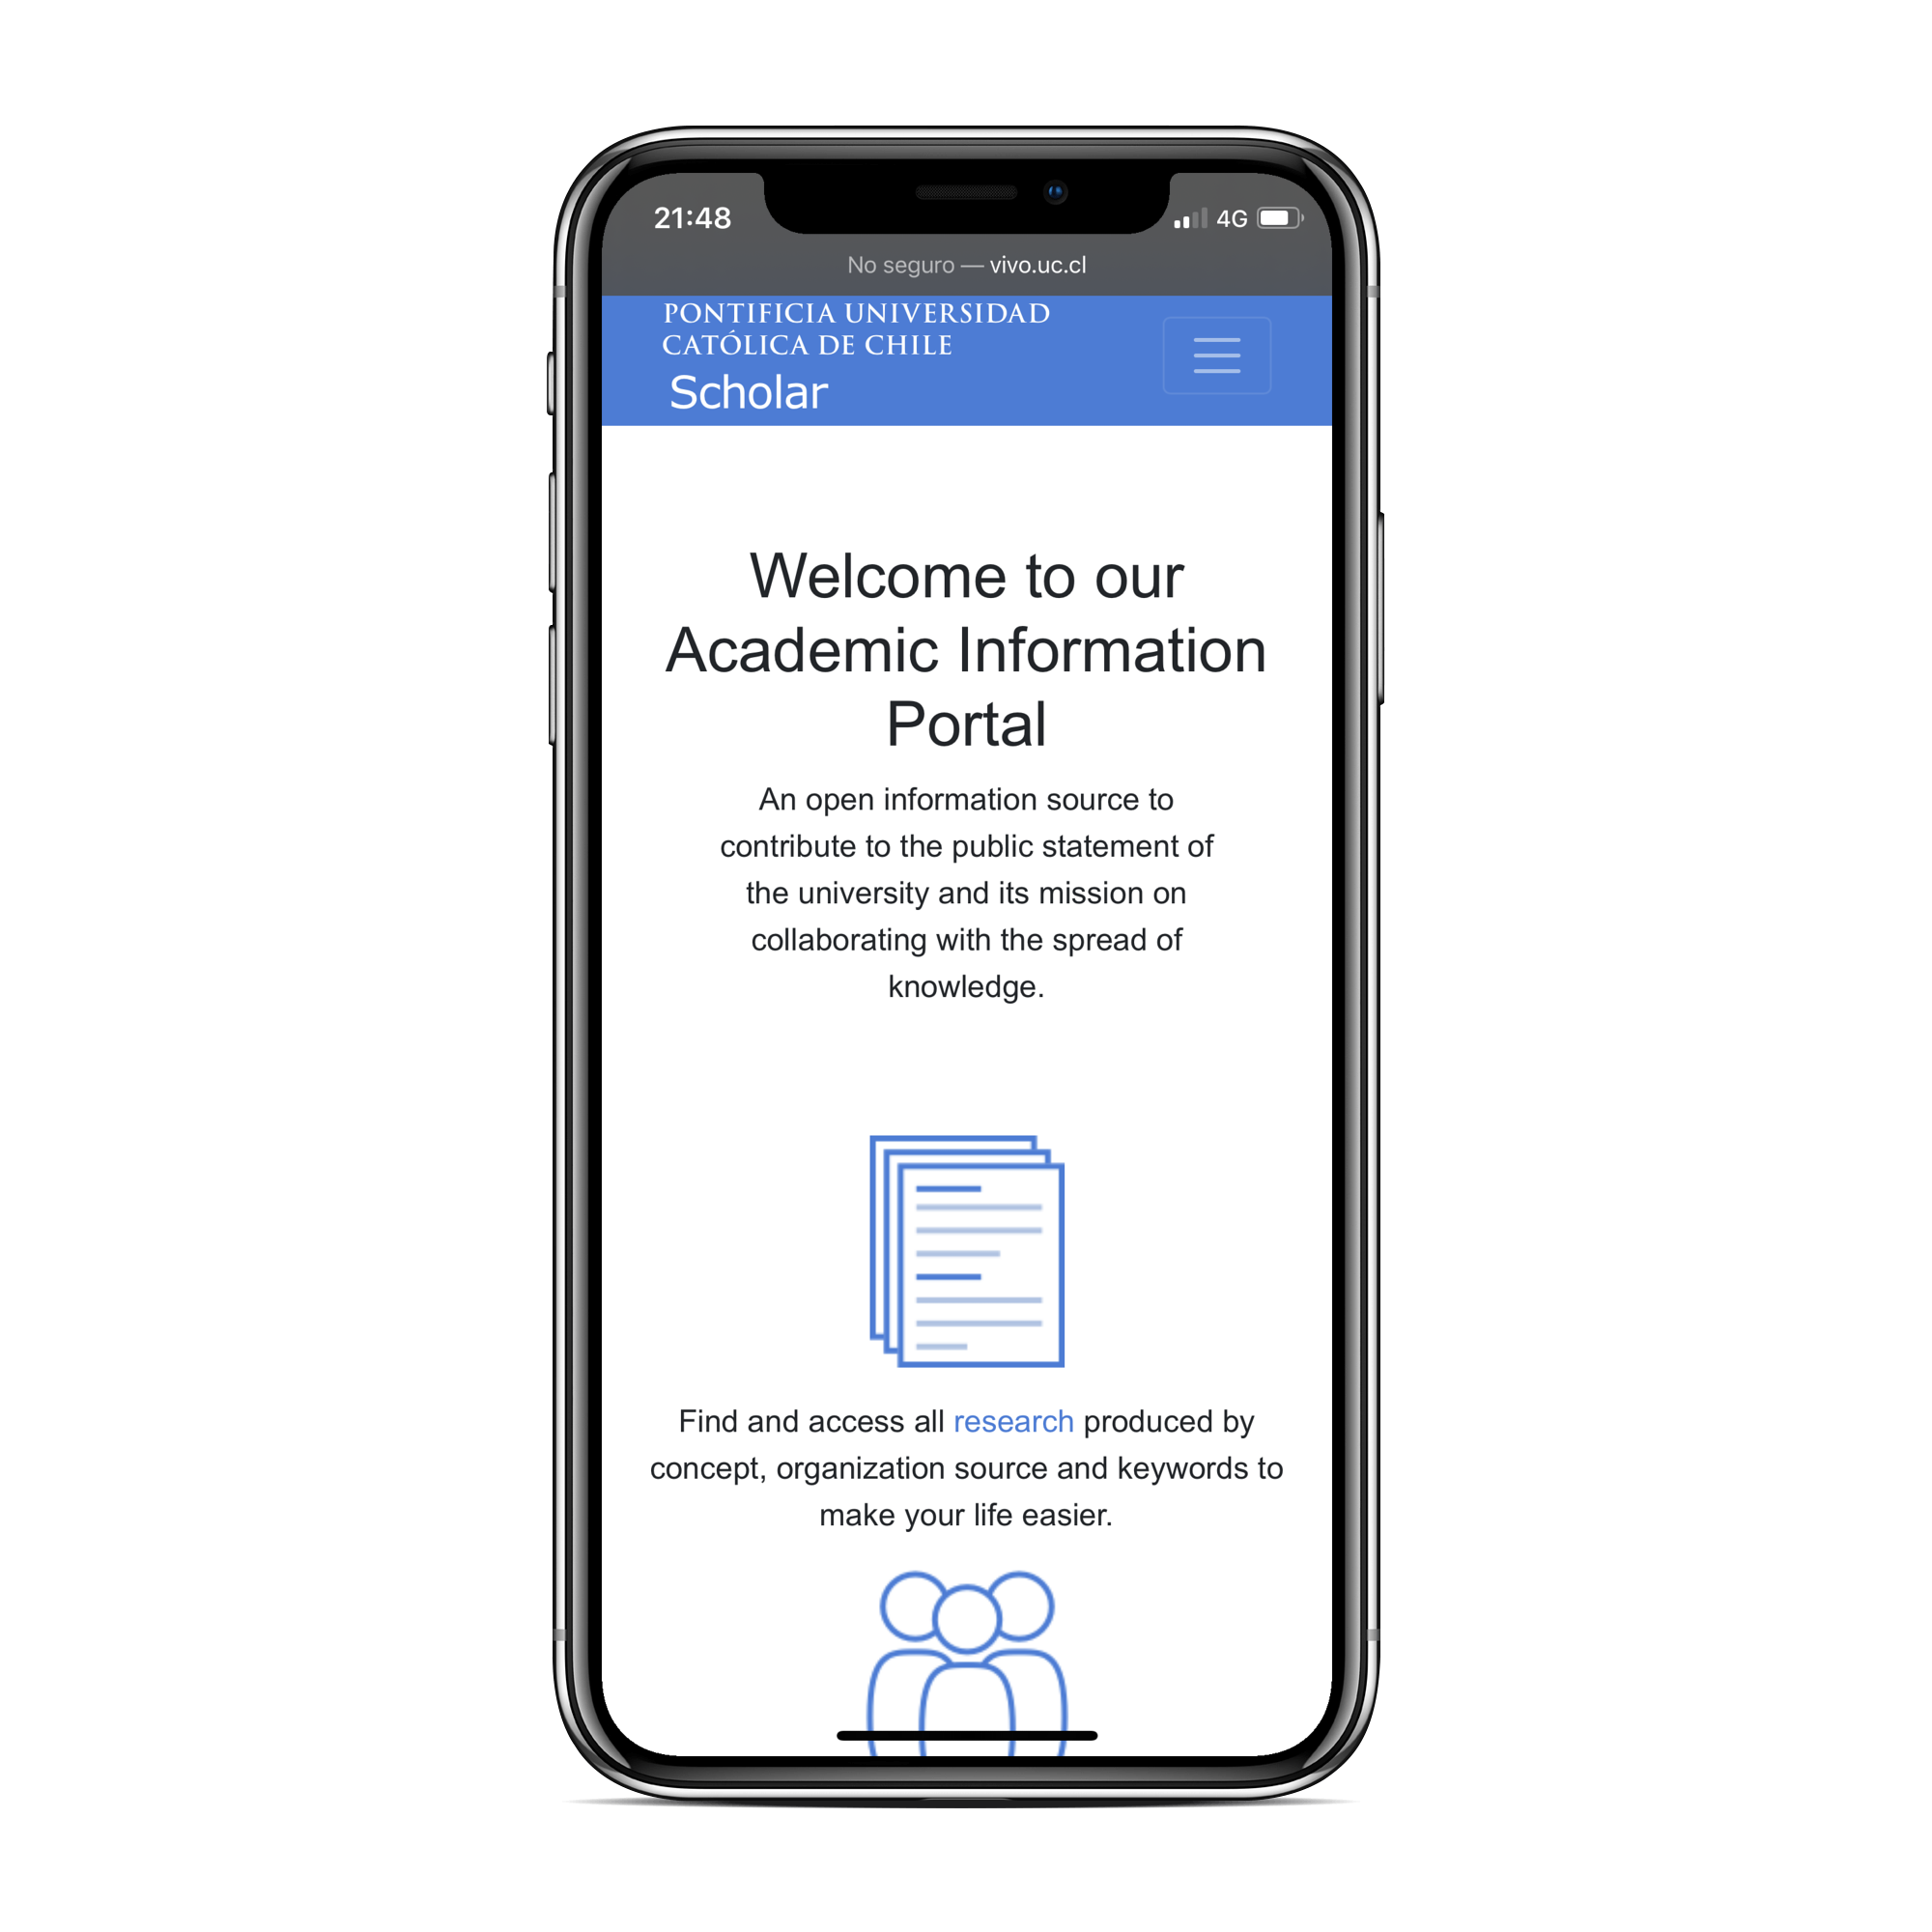 21:48
4G
No seguro — vivo.uc.cl
PONTIFICIA UNIVERSIDAD
CATÓLICA DE CHILE
Scholar
Welcome to our
Academic Information
Portal
An open information source to
contribute to the public statement of
the university and its mission on
collaborating with the spread of
knowledge.
Find and access all research produced by
concept, organization source and keywords to
make your life easier.